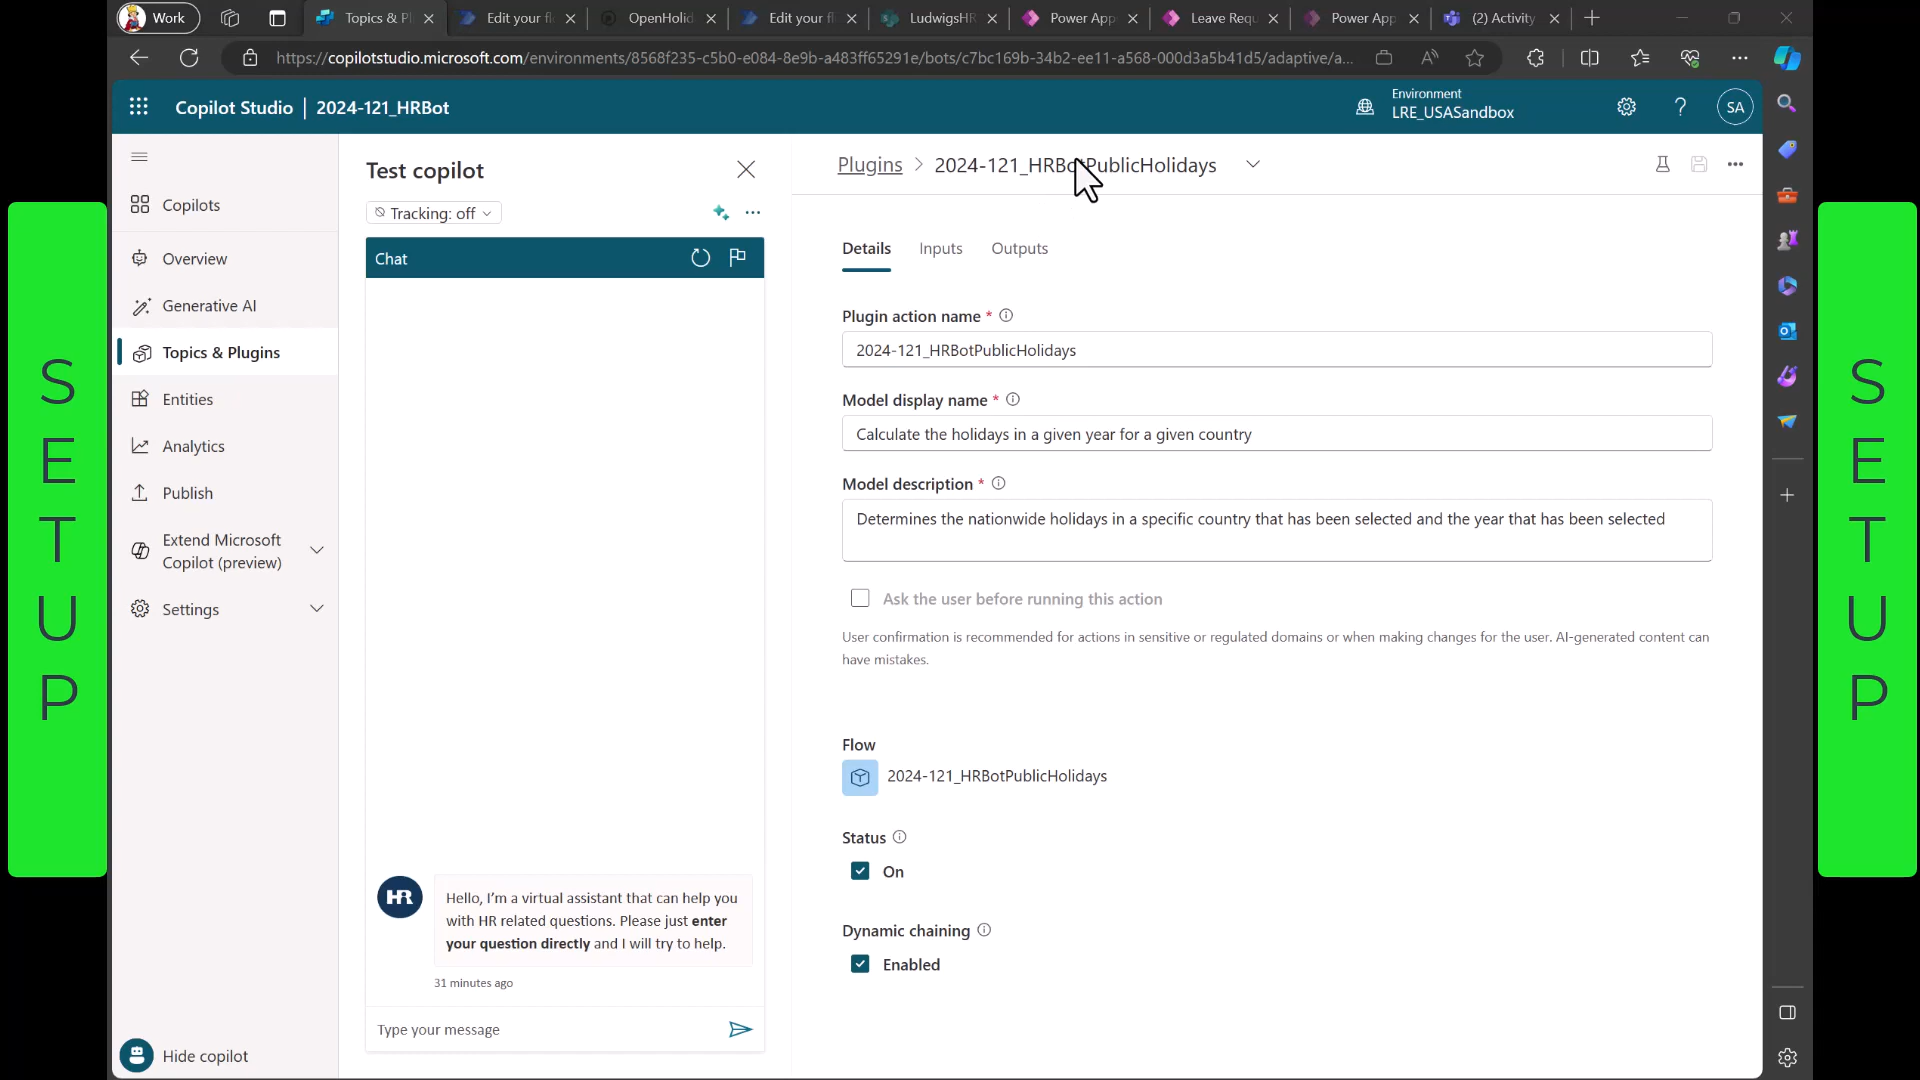 Work
Topics & Pl
Edit your fl
OpenHolid
Edit your fl
LudwigsHR
Power App
Leave Requ
Power App
(2) Activity
https://copilotstudio.microsoft.com/environments/8568f235-c5b0-e084-8e9b-a483ff65291e/bots/c7bc169b-34b2-ee11-a568-000d3a5b41d5/adaptive/a...
Copilot Studio | 2024-121_HRBot
Environment
LRE_USASandbox
SA
Copilots
Overview
Generative AI
Topics & Plugins
Entities
Analytics
Publish
Extend Microsoft
Copilot (preview)
Settings
Hide copilot
Test copilot
Tracking: off
Chat
HR
Hello, I'm a virtual assistant that can help you
with HR related questions. Please just enter
your question directly and I will try to help.
31 minutes ago
Type your message
Plugins > 2024-121_HRBotPublicHolidays
Details Inputs Outputs
Plugin action name *
2024-121_HRBotPublicHolidays
Model display name *
Calculate the holidays in a given year for a given country
Model description *
Determines the nationwide holidays in a specific country that has been selected and the year that has been selected
Ask the user before running this action
User confirmation is recommended for actions in sensitive or regulated domains or when making changes for the user. AI-generated content can
have mistakes.
Flow
2024-121_HRBotPublicHolidays
Status
On
Dynamic chaining
Enabled
SETUP
SETUP